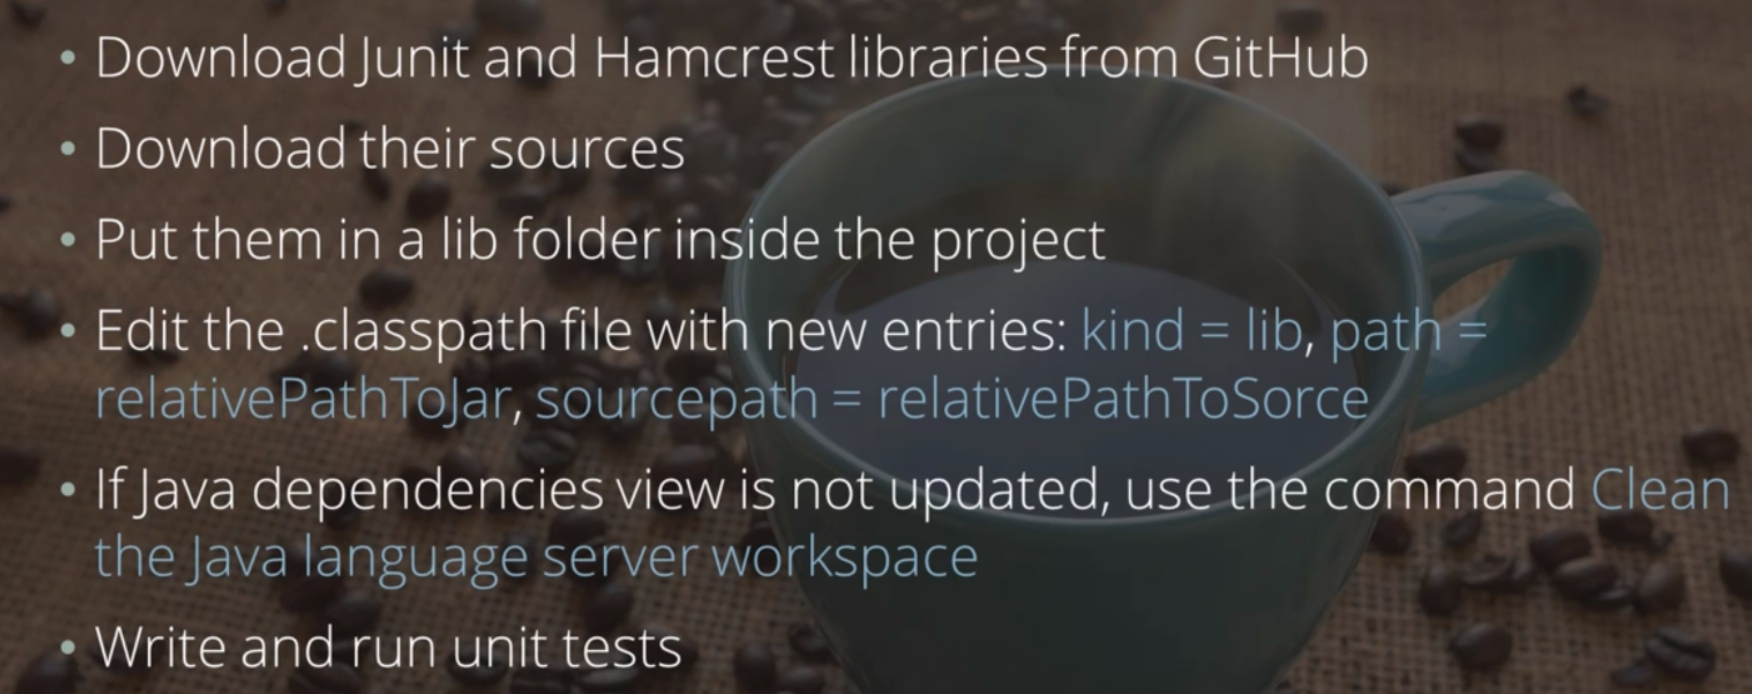 • Download Junit and Hamcrest libraries from GitHub
• Download their sources
• Put them in a lib folder inside the project
• Edit the .classpath file with new entries: kind = lib, path =
relativePathToJar, sourcepath = relativePathToSorce
• If Java dependencies view is not updated, use the command Clean
the Java language server workspace
• Write and run unit tests